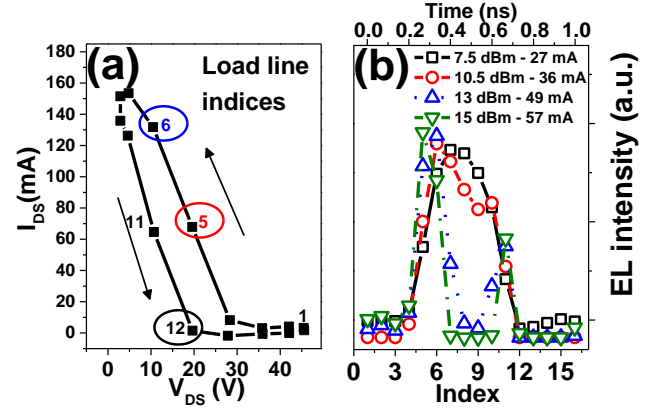 (a)
Load line
indices
I_DS(mA)
180
160
140
120
100
80
60
40
20
0
6
5
11
12
1
0 10 20 30 40 50
V_DS (V)
Time (ns)
0.0 0.2 0.4 0.6 0.8 1.0
(b)
7.5 dBm - 27 mA
10.5 dBm - 36 mA
13 dBm - 49 mA
15 dBm - 57 mA
EL intensity (a.u.)
0 3 6 9 12 15
Index